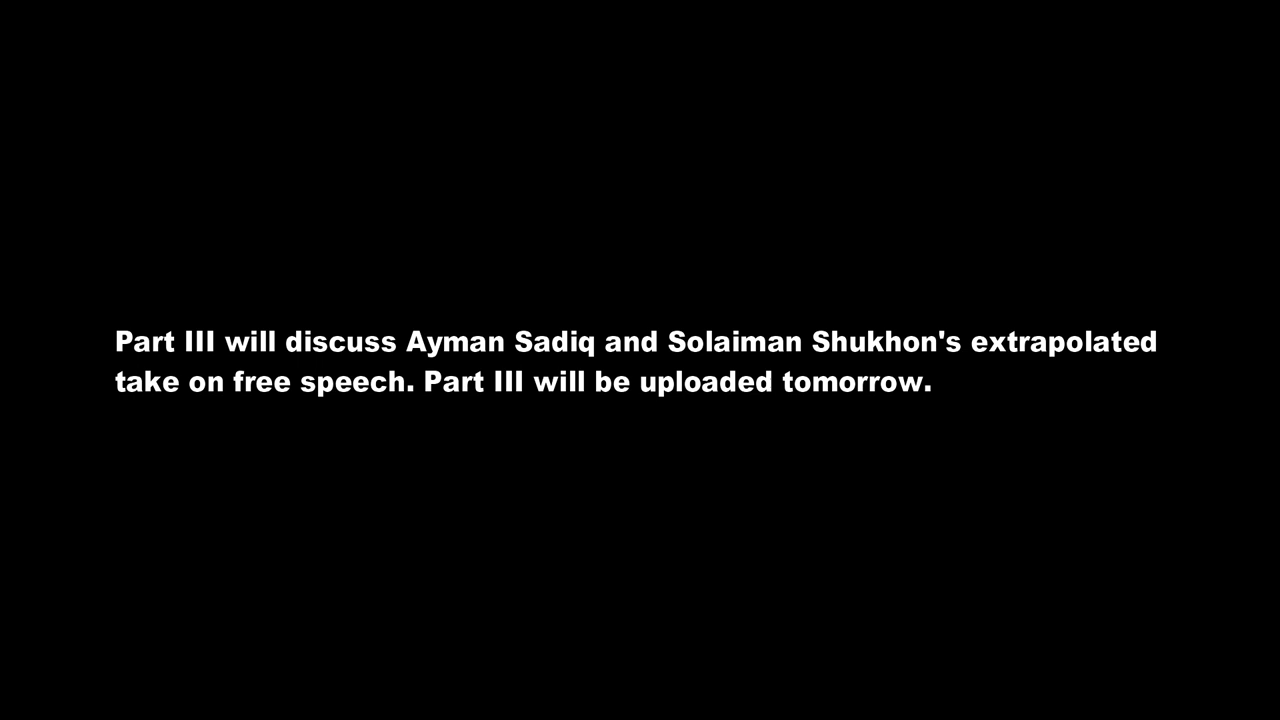 Part III will discuss Ayman Sadiq and Solaiman Shukhon's extrapolated
take on free speech. Part III will be uploaded tomorrow.